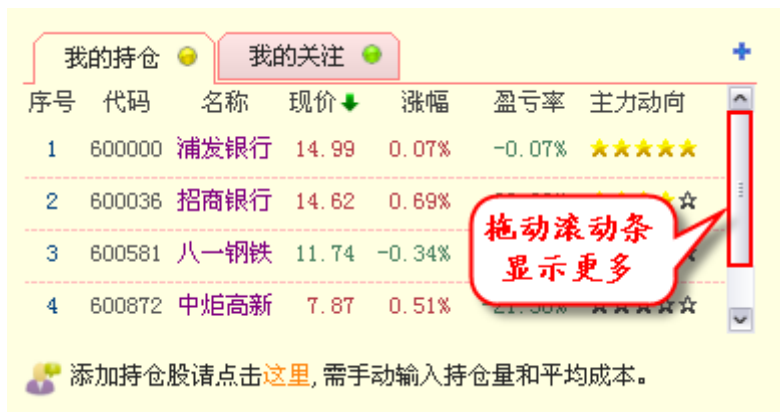 我的持仓 我的关注
序号 代码 名称 现价 涨幅 盈亏率 主力动向
1 600000 浦发银行 14.99 0.07% -0.07%
2 600036 招商银行 14.62 0.69%
3 600581 八一钢铁 11.74 -0.34%
4 600872 中炬高新 7.87 0.51%
拖动滚动条
显示更多
添加持仓股请点击这里,需手动输入持仓量和平均成本。